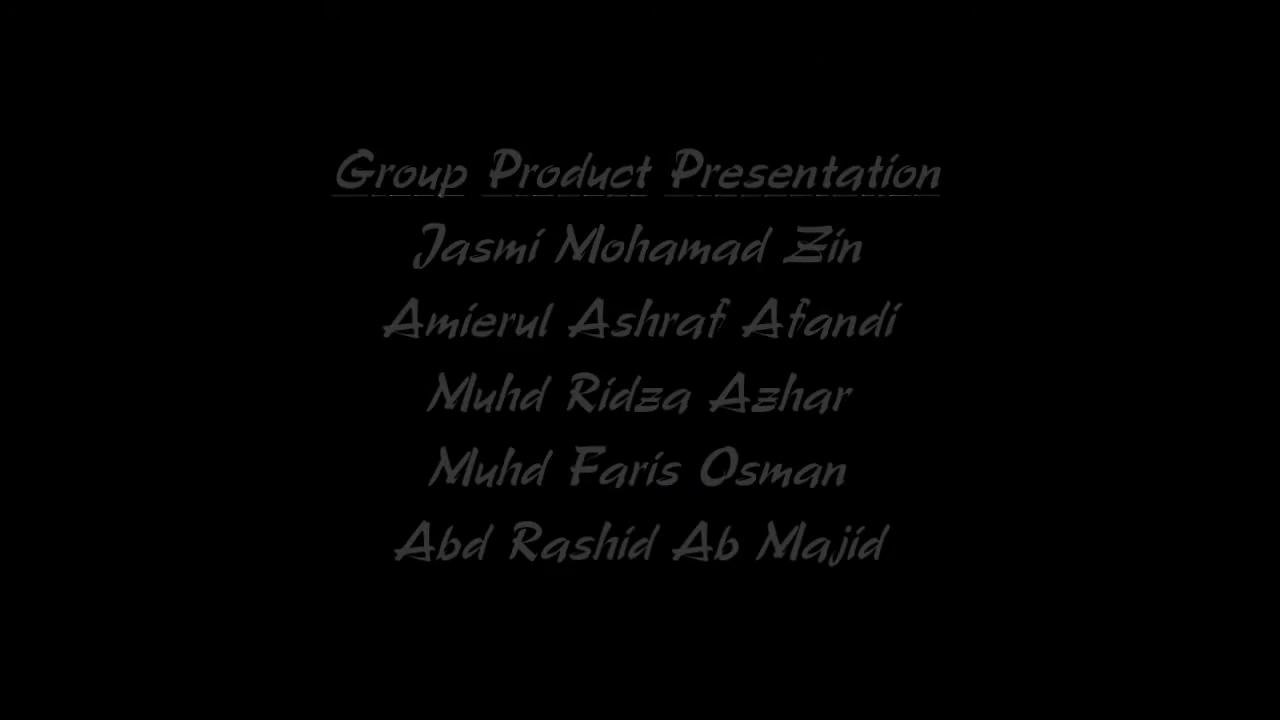 Group Product Presentation
Jasmi Mohamad Zin
Amierul Ashraf Afandi
Muhd Ridza Azhar
Muhd Faris Osman
Abd Rashid Ab Majid